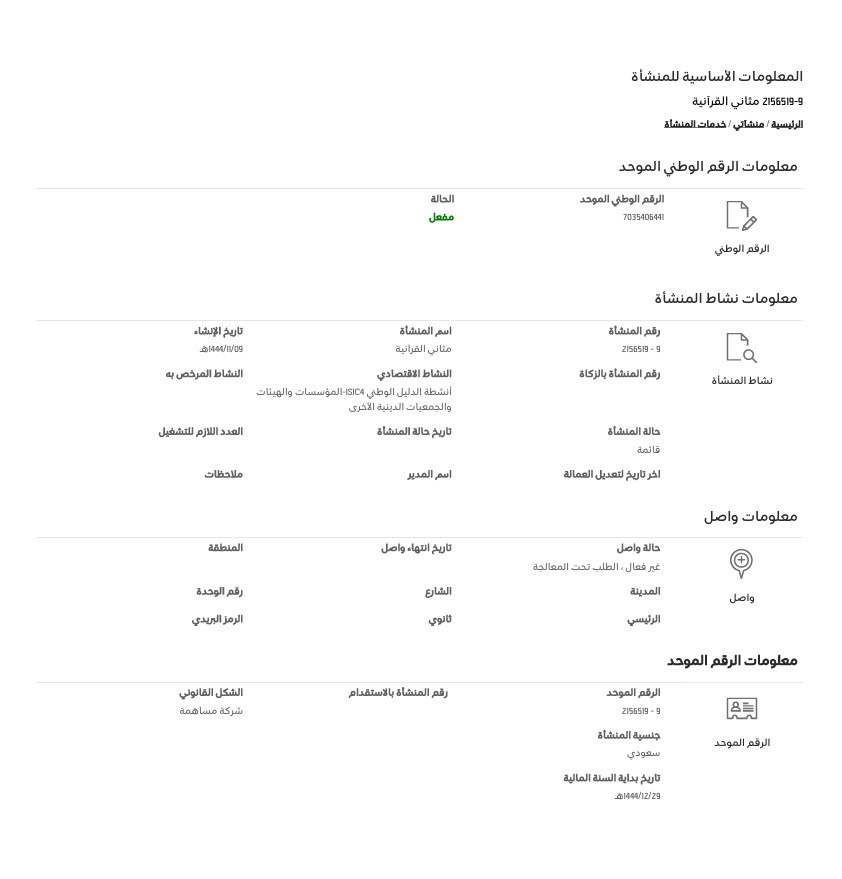 المعلومات الأساسية للمنشأة
2156519-9 مثاني القرآنية
الرئيسية / منشآتي / خدمات المنشأة
معلومات الرقم الوطني الموحد
الرقم الوطني
الرقم الوطني الموحد
7035406441
الحالة
مفعل
معلومات نشاط المنشأة
نشاط المنشأة
رقم المنشأة
اسم المنشأة
تاريخ الإنشاء
9 - 2156519
مثاني القرآنية
1444/11/09هـ
رقم المنشأة بالزكاة
النشاط الاقتصادي
النشاط المرخص به
أنشطة الدليل الوطني ISIC4-المؤسسات والهيئات
والجمعيات الدينية الأخرى
حالة المنشأة
تاريخ حالة المنشأة
العدد اللازم للتشغيل
قائمة
اخر تاريخ لتعديل العمالة
اسم المدير
ملاحظات
معلومات واصل
واصل
حالة واصل
تاريخ انتهاء واصل
المنطقة
غير فعال ، الطلب تحت المعالجة
المدينة
الشارع
رقم الوحدة
الرئيسي
ثانوي
الرمز البريدي
معلومات الرقم الموحد
الرقم الموحد
الرقم الموحد
رقم المنشأة بالاستقدام
الشكل القانوني
9 - 2156519
شركة مساهمة
جنسية المنشأة
سعودي
تاريخ بداية السنة المالية
1444/12/29هـ